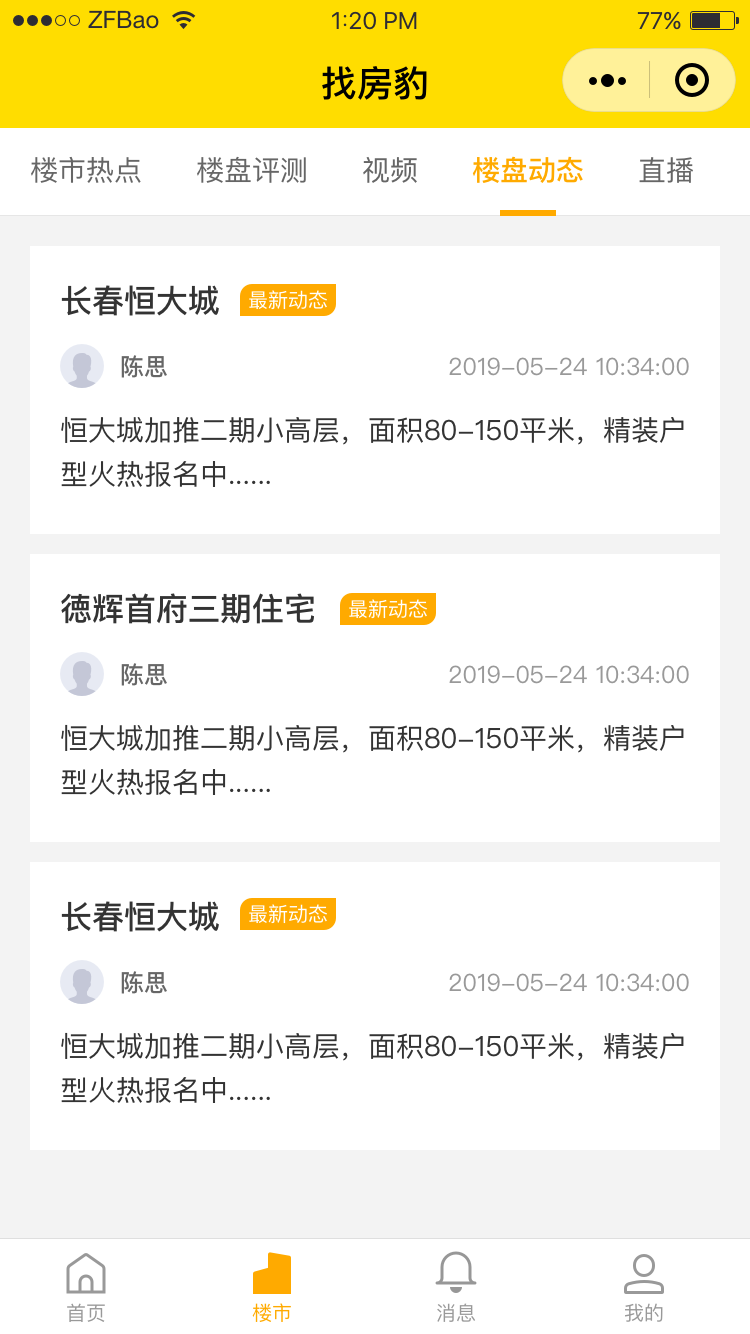 ZFBao 1:20 PM 77%
找房豹
楼市热点 楼盘评测 视频 楼盘动态 直播
长春恒大城 最新动态
陈思 2019-05-24 10:34:00
恒大城加推二期小高层，面积80-150平米，精装户
型火热报名中......
德辉首府三期住宅 最新动态
陈思 2019-05-24 10:34:00
恒大城加推二期小高层，面积80-150平米，精装户
型火热报名中......
长春恒大城 最新动态
陈思 2019-05-24 10:34:00
恒大城加推二期小高层，面积80-150平米，精装户
型火热报名中......
首页 楼市 消息 我的